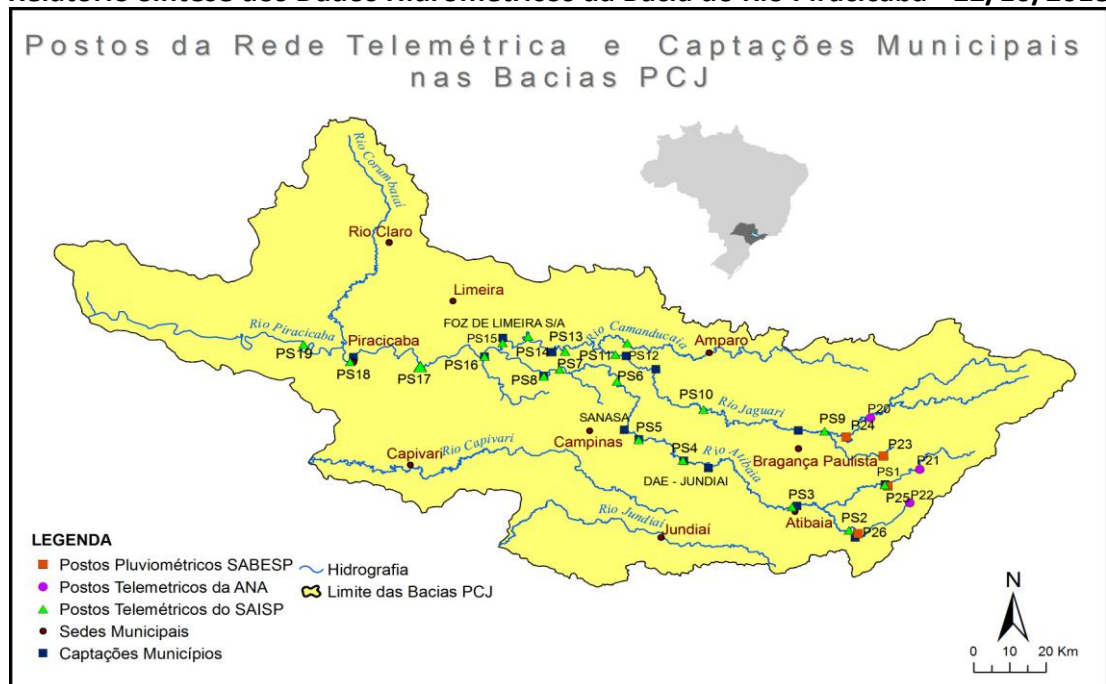 Postos da Rede Telemétrica e Captações Municipais
nas Bacias PCJ
Rio Corumbataí
Rio Claro
Limeira
FOZ DE LIMEIRA S/A
Rio Camanducaia
Rio Piracicaba
Piracicaba
PS19
PS18
PS17
PS16
PS15
PS14
PS13
PS11
PS12
Amparo
PS8
PS7
PS6
PS10
Rio Jaguari
PS9
P20
P24
P23
SANASA
PS5
Campinas
Rio Atibaia
Bragança Paulista
P21
Capivari
Rio Capivari
PS4
DAE - JUNDIAI
PS1
P25
P22
PS3
Atibaia
PS2
P26
Rio Jundiaí
Jundiaí
LEGENDA
Postos Pluviométricos SABESP
Hidrografia
Postos Telemetricos da ANA
Limite das Bacias PCJ
Postos Telemétricos do SAISP
Sedes Municipais
Captações Municípios
N
0 10 20 Km